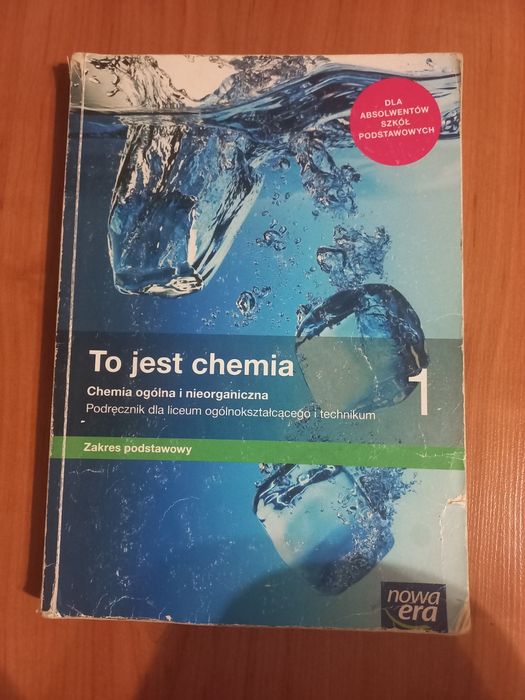 DLA
ABSOLWENTÓW
SZKÓŁ
PODSTAWOWYCH
To jest chemia
1
Chemia ogólna i nieorganiczna
Podręcznik dla liceum ogólnokształcącego i technikum
Zakres podstawowy
nowa
era